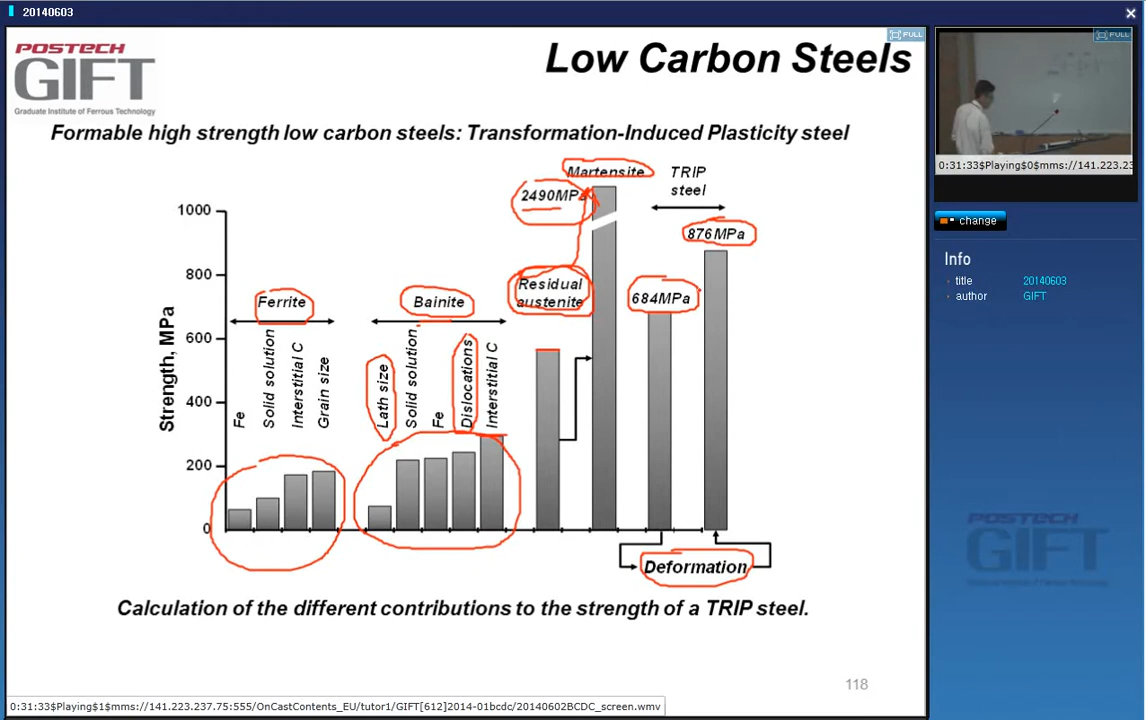 20140603
POSTECH
GIFT
Graduate Institute of Ferrous Technology
FULL
Low Carbon Steels
Formable high strength low carbon steels: Transformation-Induced Plasticity steel
Martensite
TRIP
steel
2490MPa
876MPa
Residual
austenite
684MPa
Ferrite
Bainite
Strength, MPa
1000
800
600
400
200
0
Fe
Solid solution
Interstitial C
Grain size
Lath size
Solid solution
Fe
Dislocations
Interstitial C
Deformation
Calculation of the different contributions to the strength of a TRIP steel.
118
0:31:33$Playing$1$mms://141.223.237.75:555/OnCastContents_EU/tutor1/GIFT[612]2014-01bcdc/20140602BCDC_screen.wmv
FULL
0:31:33$Playing$0$mms://141.223.23
change
Info
title 20140603
author GIFT
POSTECH
GIFT